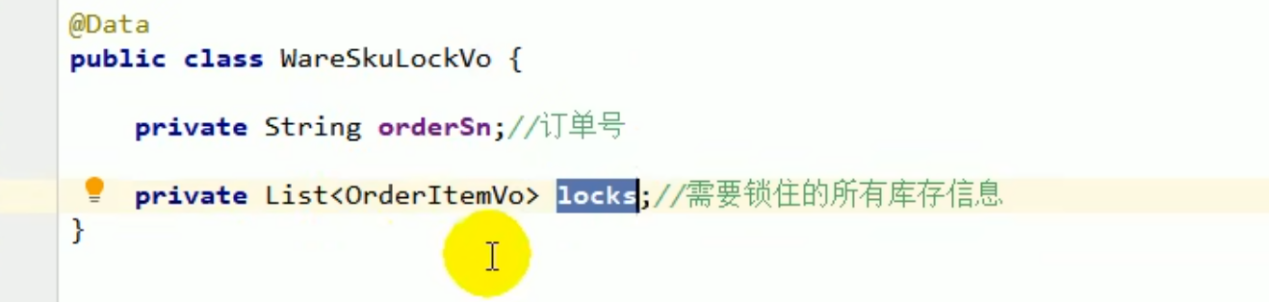 @Data
public class WareSkuLockVo {
private String orderSn;//订单号
private List<OrderItemVo> locks;//需要锁住的所有库存信息
}